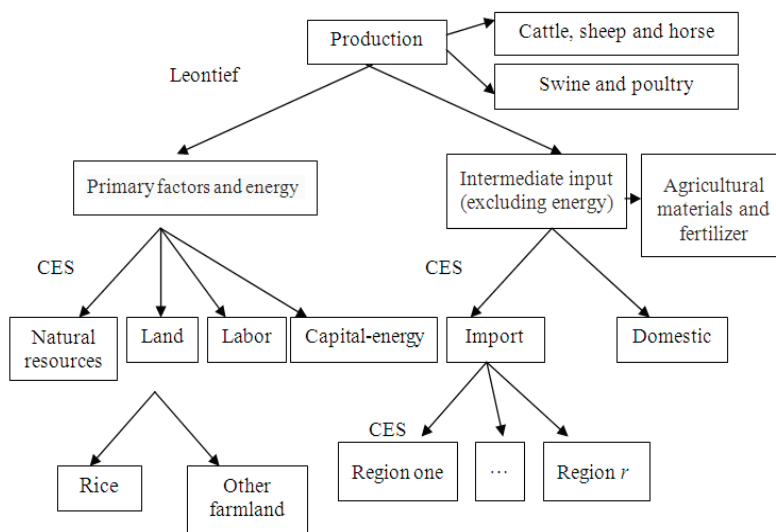 Production
Cattle, sheep and horse
Swine and poultry
Leontief
Primary factors and energy
Intermediate input
(excluding energy)
Agricultural
materials and
fertilizer
CES
CES
Natural
resources
Land
Labor
Capital-energy
Import
Domestic
CES
Rice
Other
farmland
Region one
...
Region r